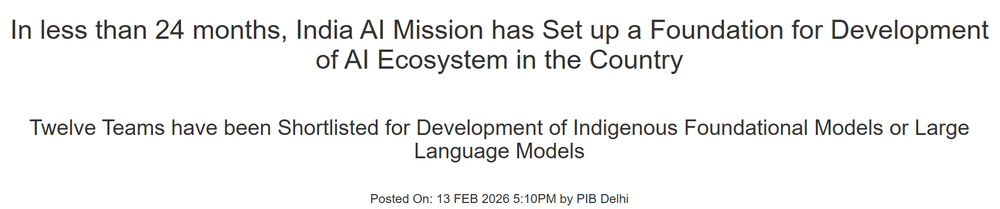 In less than 24 months, India AI Mission has Set up a Foundation for Development
of AI Ecosystem in the Country
Twelve Teams have been Shortlisted for Development of Indigenous Foundational Models or Large
Language Models
Posted On: 13 FEB 2026 5:10PM by PIB Delhi